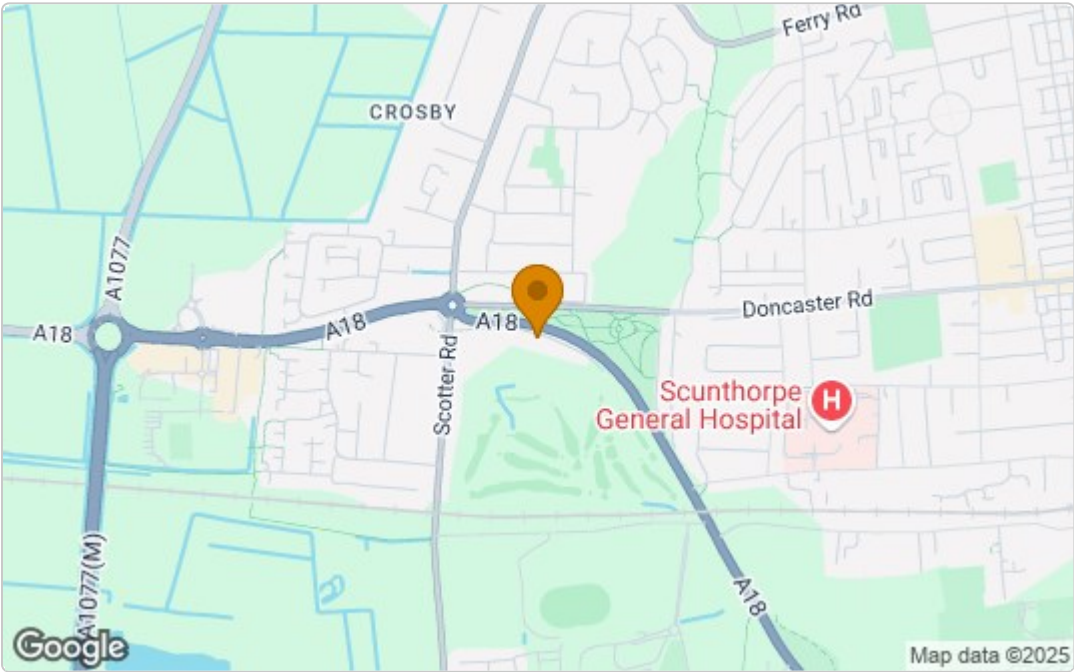 Ferry Rd
CROSBY
A1077
A18
A18
A18
Doncaster Rd
Scotter Rd
Scunthorpe
General Hospital
H
A1077(M)
A18
Google
Map data ©2025